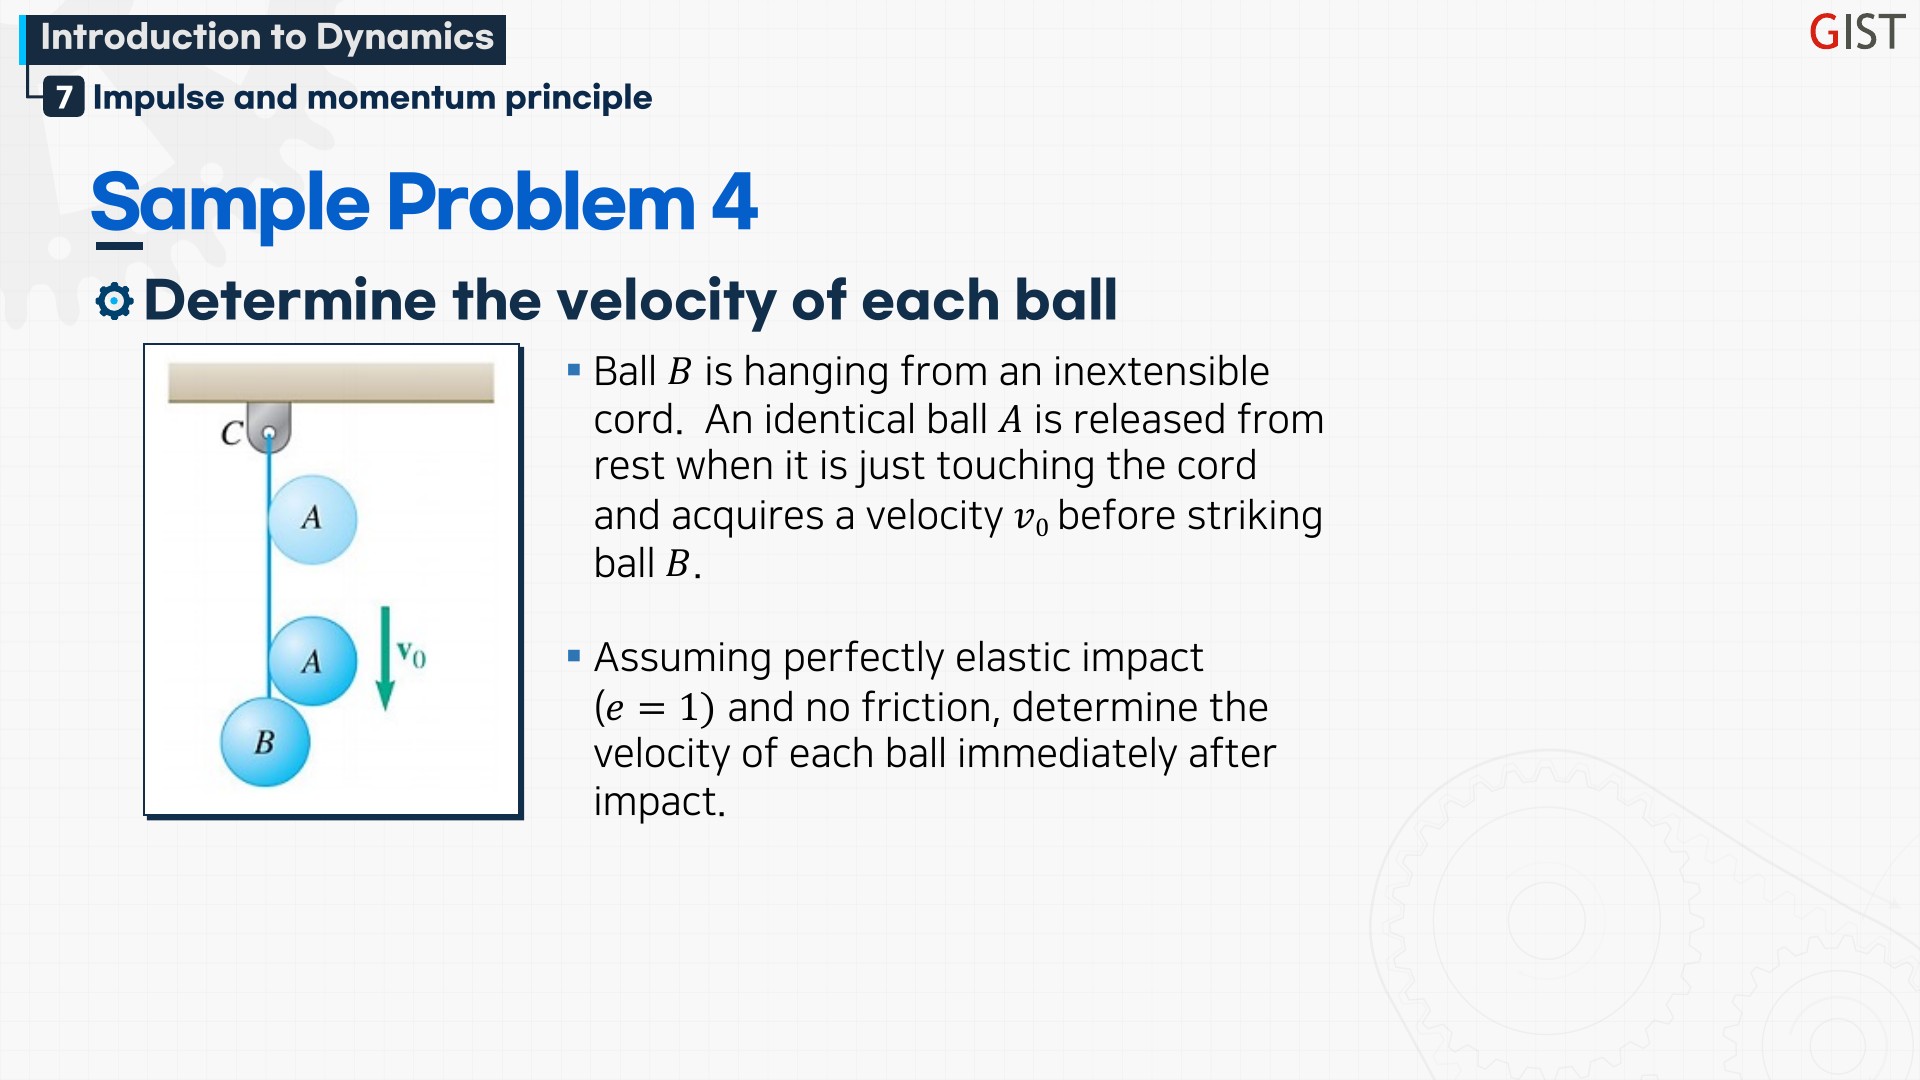 Introduction to Dynamics
GIST
7 Impulse and momentum principle
Sample Problem 4
Determine the velocity of each ball
C
A
A
v₀
B
▪ Ball B is hanging from an inextensible
cord. An identical ball A is released from
rest when it is just touching the cord
and acquires a velocity v₀ before striking
ball B.
▪ Assuming perfectly elastic impact
(e = 1) and no friction, determine the
velocity of each ball immediately after
impact.